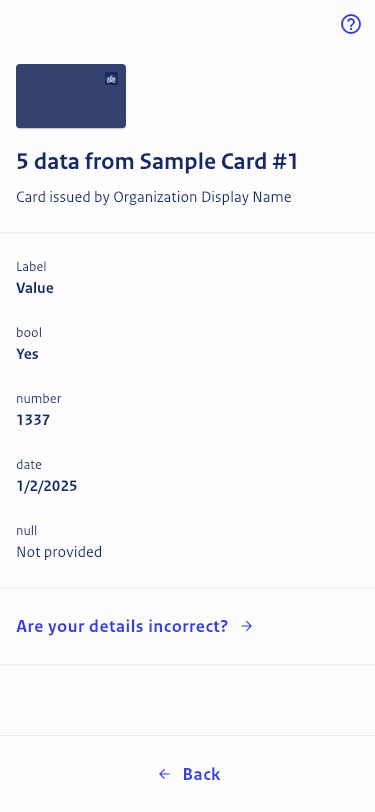 5 data from Sample Card #1
Card issued by Organization Display Name
Label
Value
bool
Yes
number
1337
date
1/2/2025
null
Not provided
Are your details incorrect?
Back